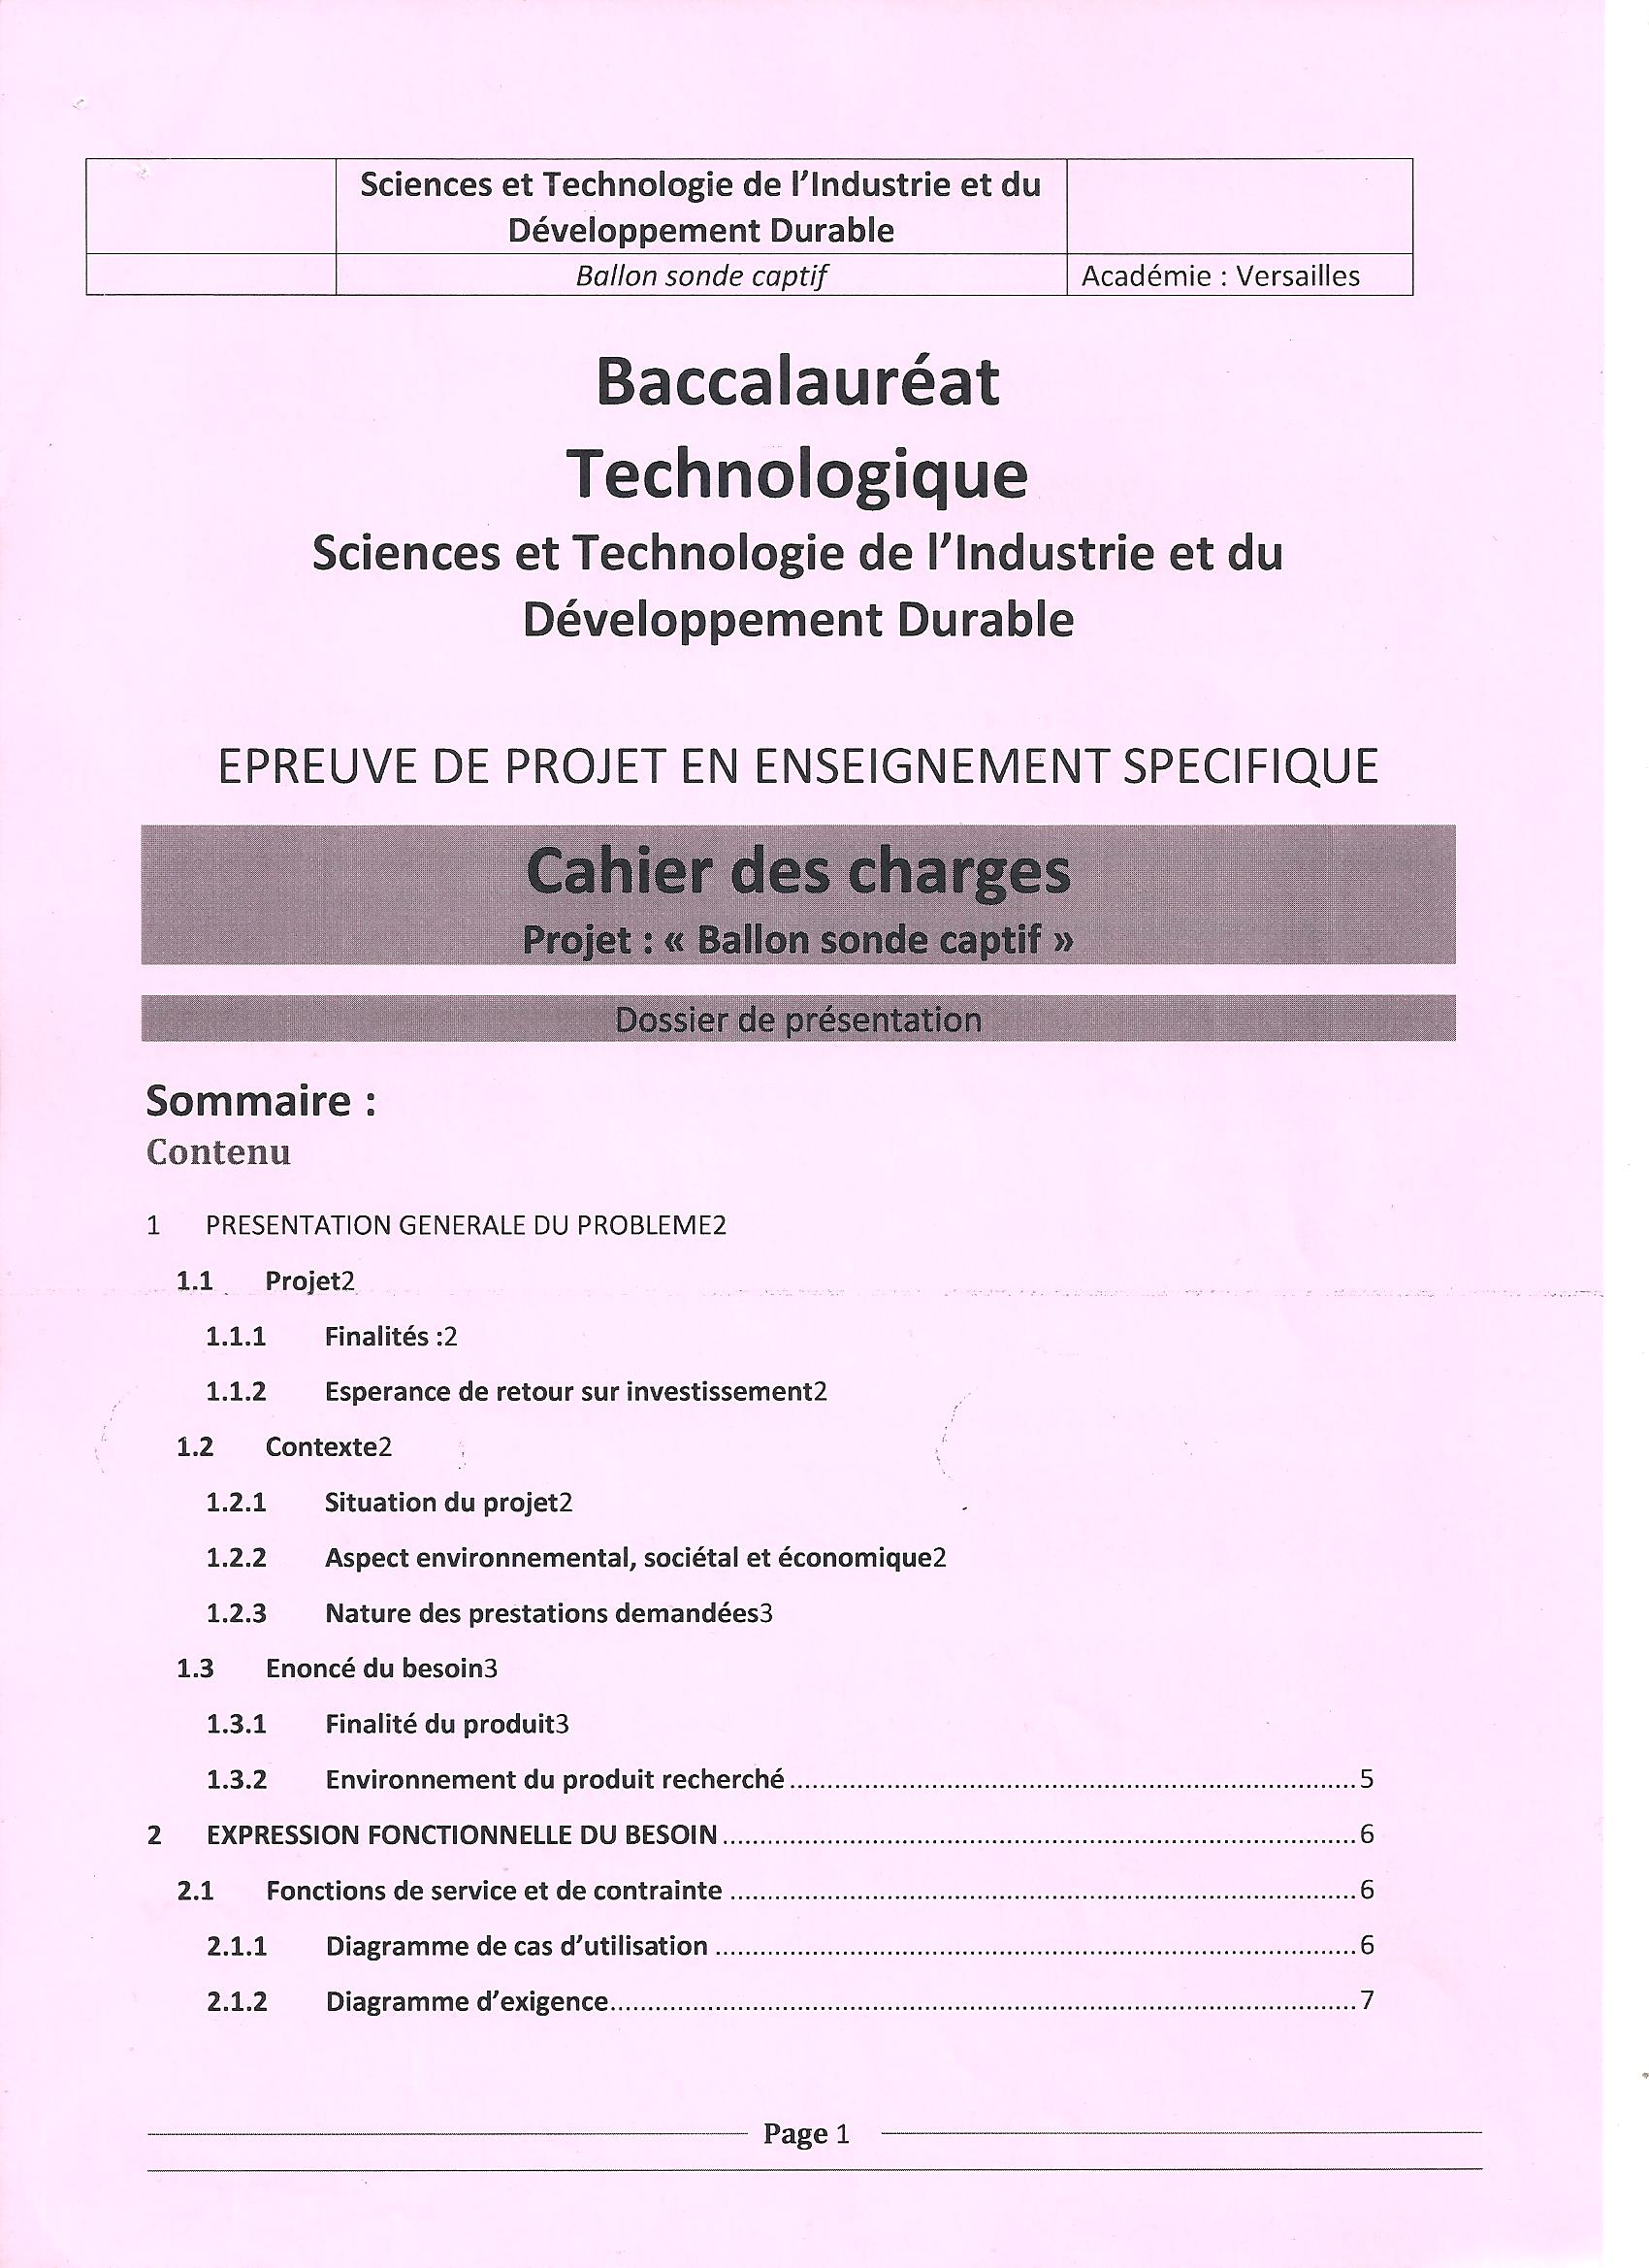 Sciences et Technologie de l’Industrie et du
Développement Durable
Ballon sonde captif
Académie : Versailles
Baccalauréat
Technologique
Sciences et Technologie de l’Industrie et du
Développement Durable
EPREUVE DE PROJET EN ENSEIGNEMENT SPECIFIQUE
Cahier des charges
Projet : « Ballon sonde captif »
Dossier de présentation
Sommaire :
Contenu
1 PRESENTATION GENERALE DU PROBLEME2
1.1 Projet2
1.1.1 Finalités :2
1.1.2 Esperance de retour sur investissement2
1.2 Contexte2
1.2.1 Situation du projet2
1.2.2 Aspect environnemental, sociétal et économique2
1.2.3 Nature des prestations demandées3
1.3 Enoncé du besoin3
1.3.1 Finalité du produit3
1.3.2 Environnement du produit recherché.....5
2 EXPRESSION FONCTIONNELLE DU BESOIN.....6
2.1 Fonctions de service et de contrainte.....6
2.1.1 Diagramme de cas d’utilisation.....6
2.1.2 Diagramme d’exigence.....7
Page 1